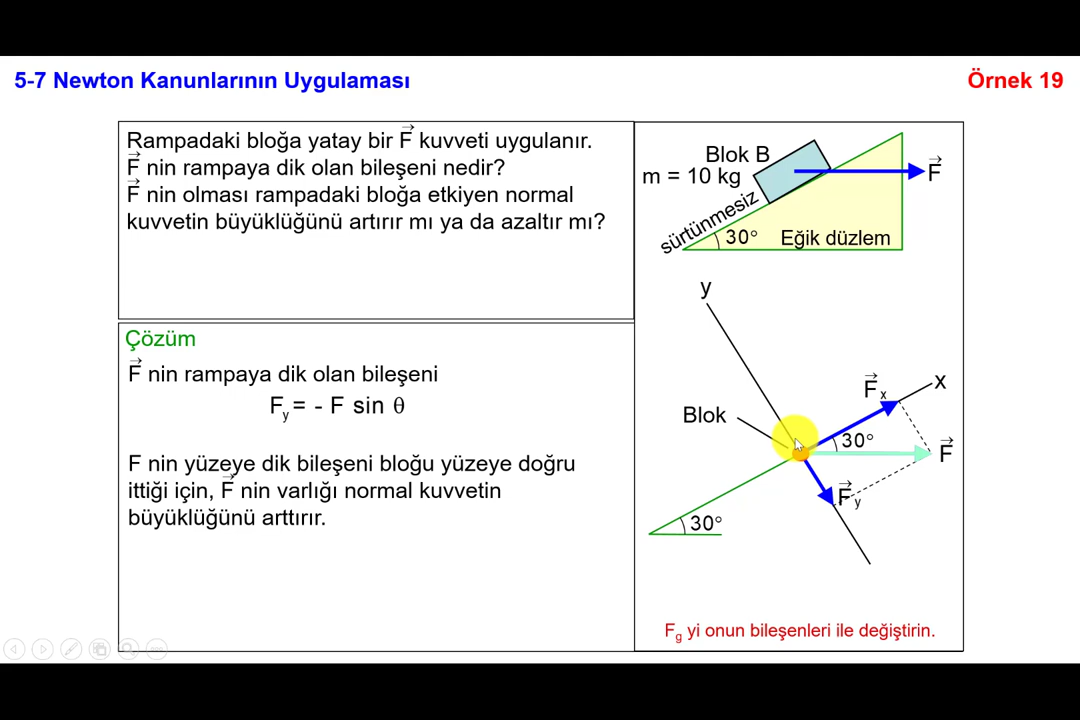 5-7 Newton Kanunlarının Uygulaması
Örnek 19
Rampadaki bloğa yatay bir F⃗ kuvveti uygulanır.
F⃗ nin rampaya dik olan bileşeni nedir?
F⃗ nin olması rampadaki bloğa etkiyen normal
kuvvetin büyüklüğünü artırır mı ya da azaltır mı?
Blok B
m = 10 kg
F⃗
sürtünmesiz
30°
Eğik düzlem
Çözüm
F⃗ nin rampaya dik olan bileşeni
Fy = - F sin θ
F nin yüzeye dik bileşeni bloğu yüzeye doğru
ittiği için, F⃗ nin varlığı normal kuvvetin
büyüklüğünü arttırır.
y
x
F⃗x
Blok
30°
F⃗
F⃗y
30°
Fg yi onun bileşenleri ile değiştirin.